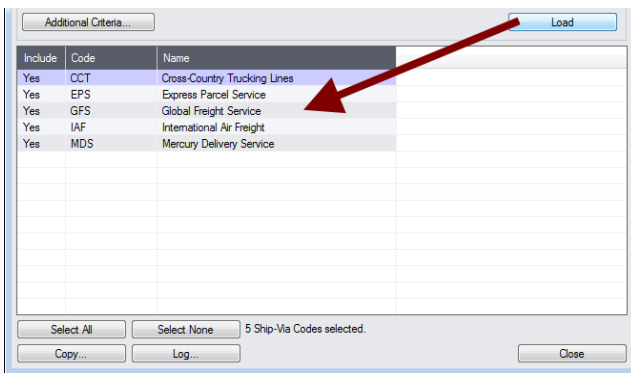 Additional Criteria... Load
Include Code Name
Yes CCT Cross-Country Trucking Lines
Yes EPS Express Parcel Service
Yes GFS Global Freight Service
Yes IAF International Air Freight
Yes MDS Mercury Delivery Service
Select All Select None 5 Ship-Via Codes selected.
Copy... Log... Close